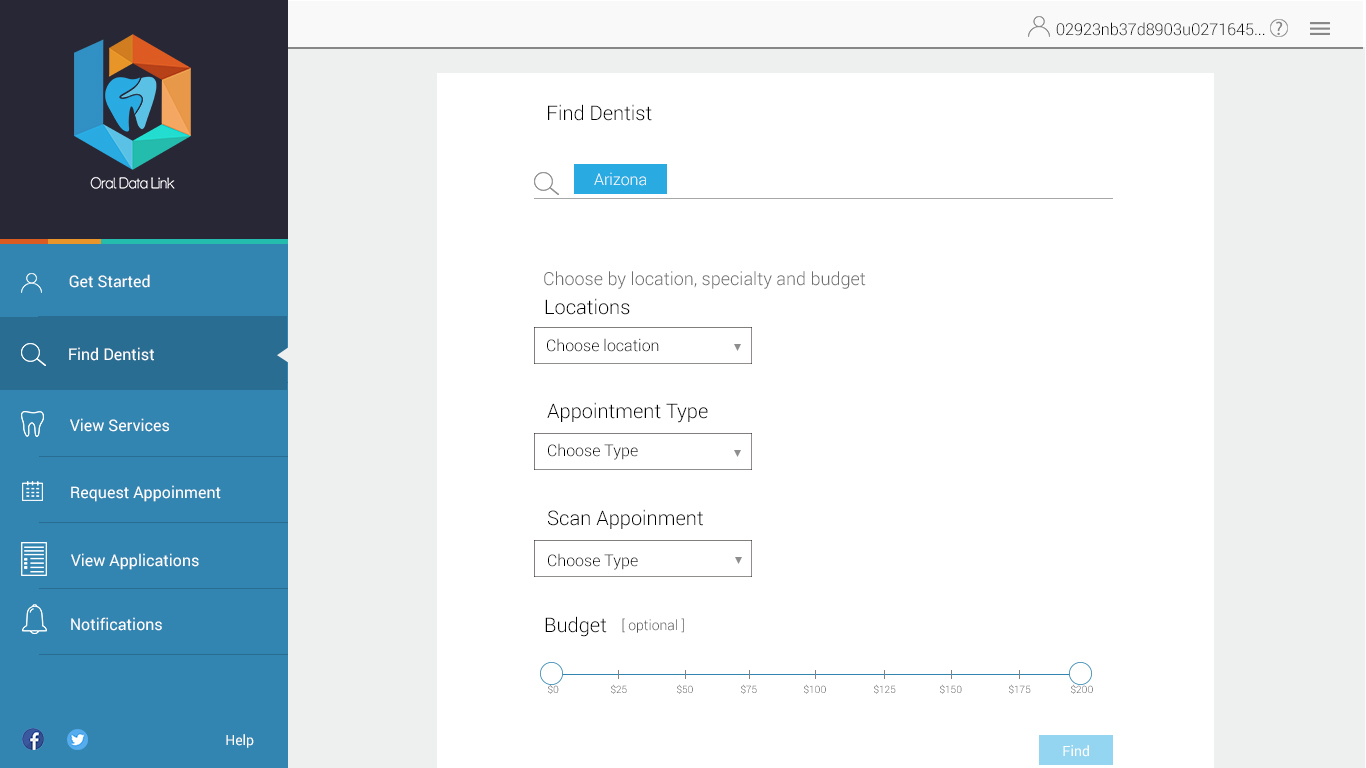 Oral Data Link
Get Started
Find Dentist
View Services
Request Appoinment
View Applications
Notifications
Help
02923nb37d8903u0271645... ?
Find Dentist
Arizona
Choose by location, specialty and budget
Locations
Choose location
Appointment Type
Choose Type
Scan Appoinment
Choose Type
Budget [ optional ]
$0 $25 $50 $75 $100 $125 $150 $175 $200
Find